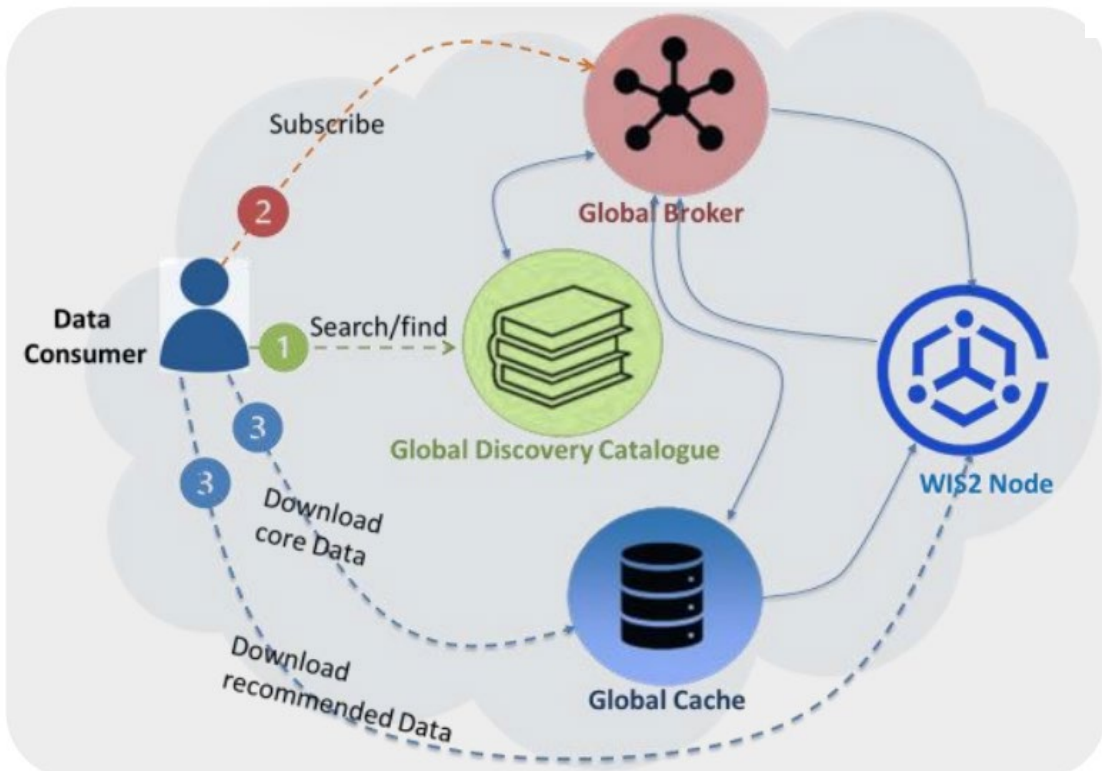 Subscribe
2
Global Broker
Data
Consumer
1
Search/find
Global Discovery Catalogue
3
3
WIS2 Node
Download
core Data
Download
recommended Data
Global Cache